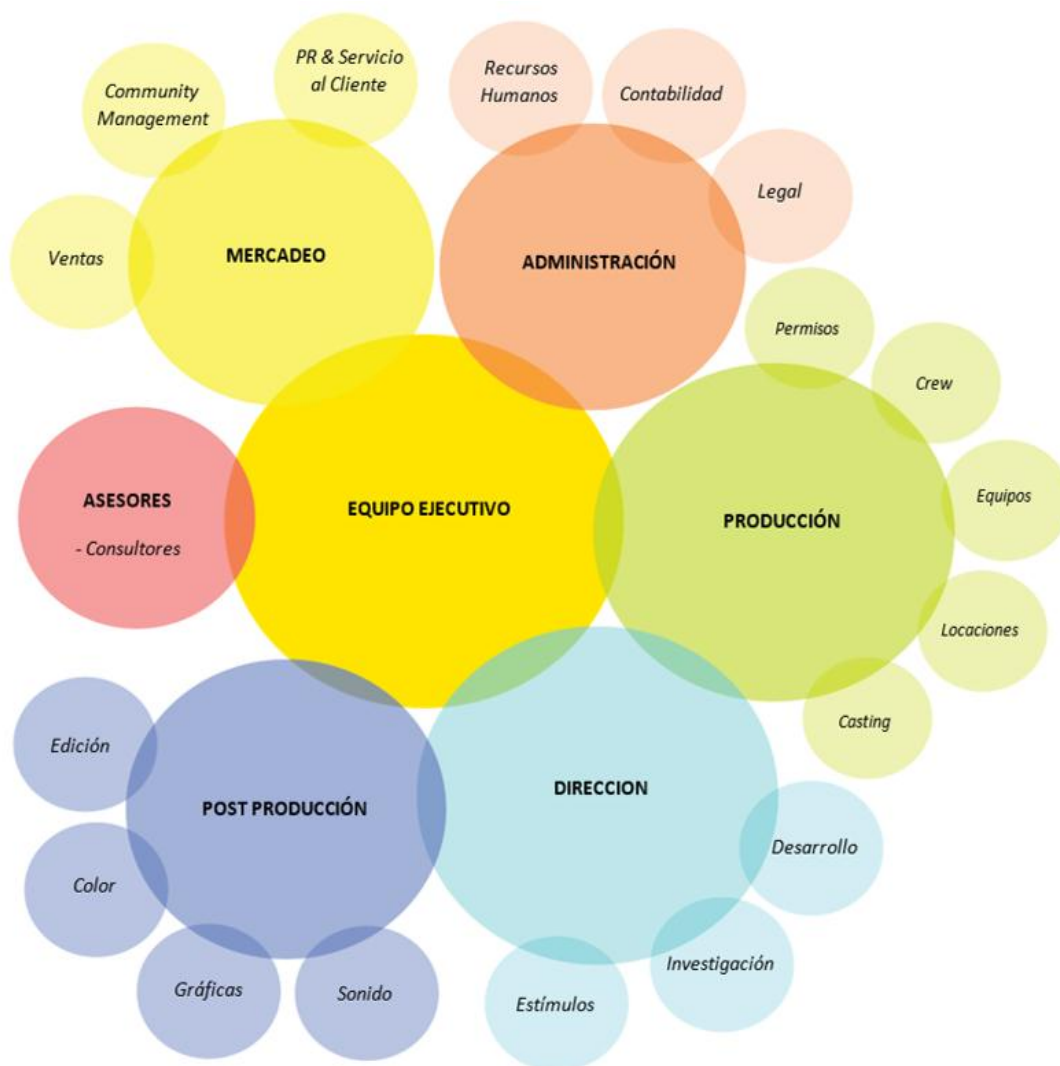 PR & Servicio
al Cliente
Community
Management
Ventas
MERCADEO
Recursos
Humanos
Contabilidad
Legal
ADMINISTRACIÓN
Permisos
Crew
Equipos
Locaciones
Casting
PRODUCCIÓN
EQUIPO EJECUTIVO
ASESORES
- Consultores
DIRECCION
Desarrollo
Investigación
Estímulos
POST PRODUCCIÓN
Edición
Color
Gráficas
Sonido